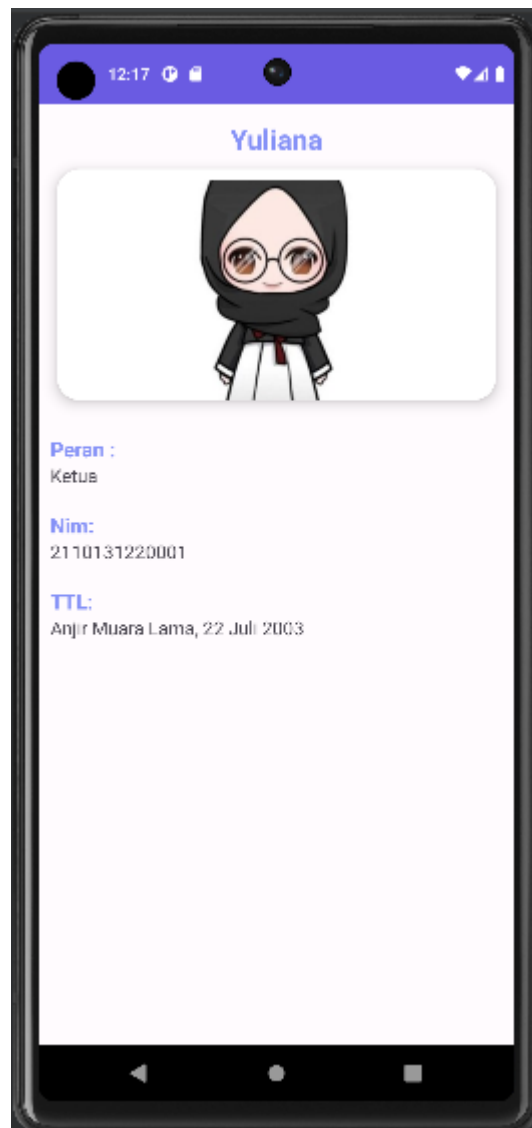 12:17
Yuliana
Peran :
Ketua
Nim:
2110131220001
TTL:
Anjir Muara Lama, 22 Juli 2003